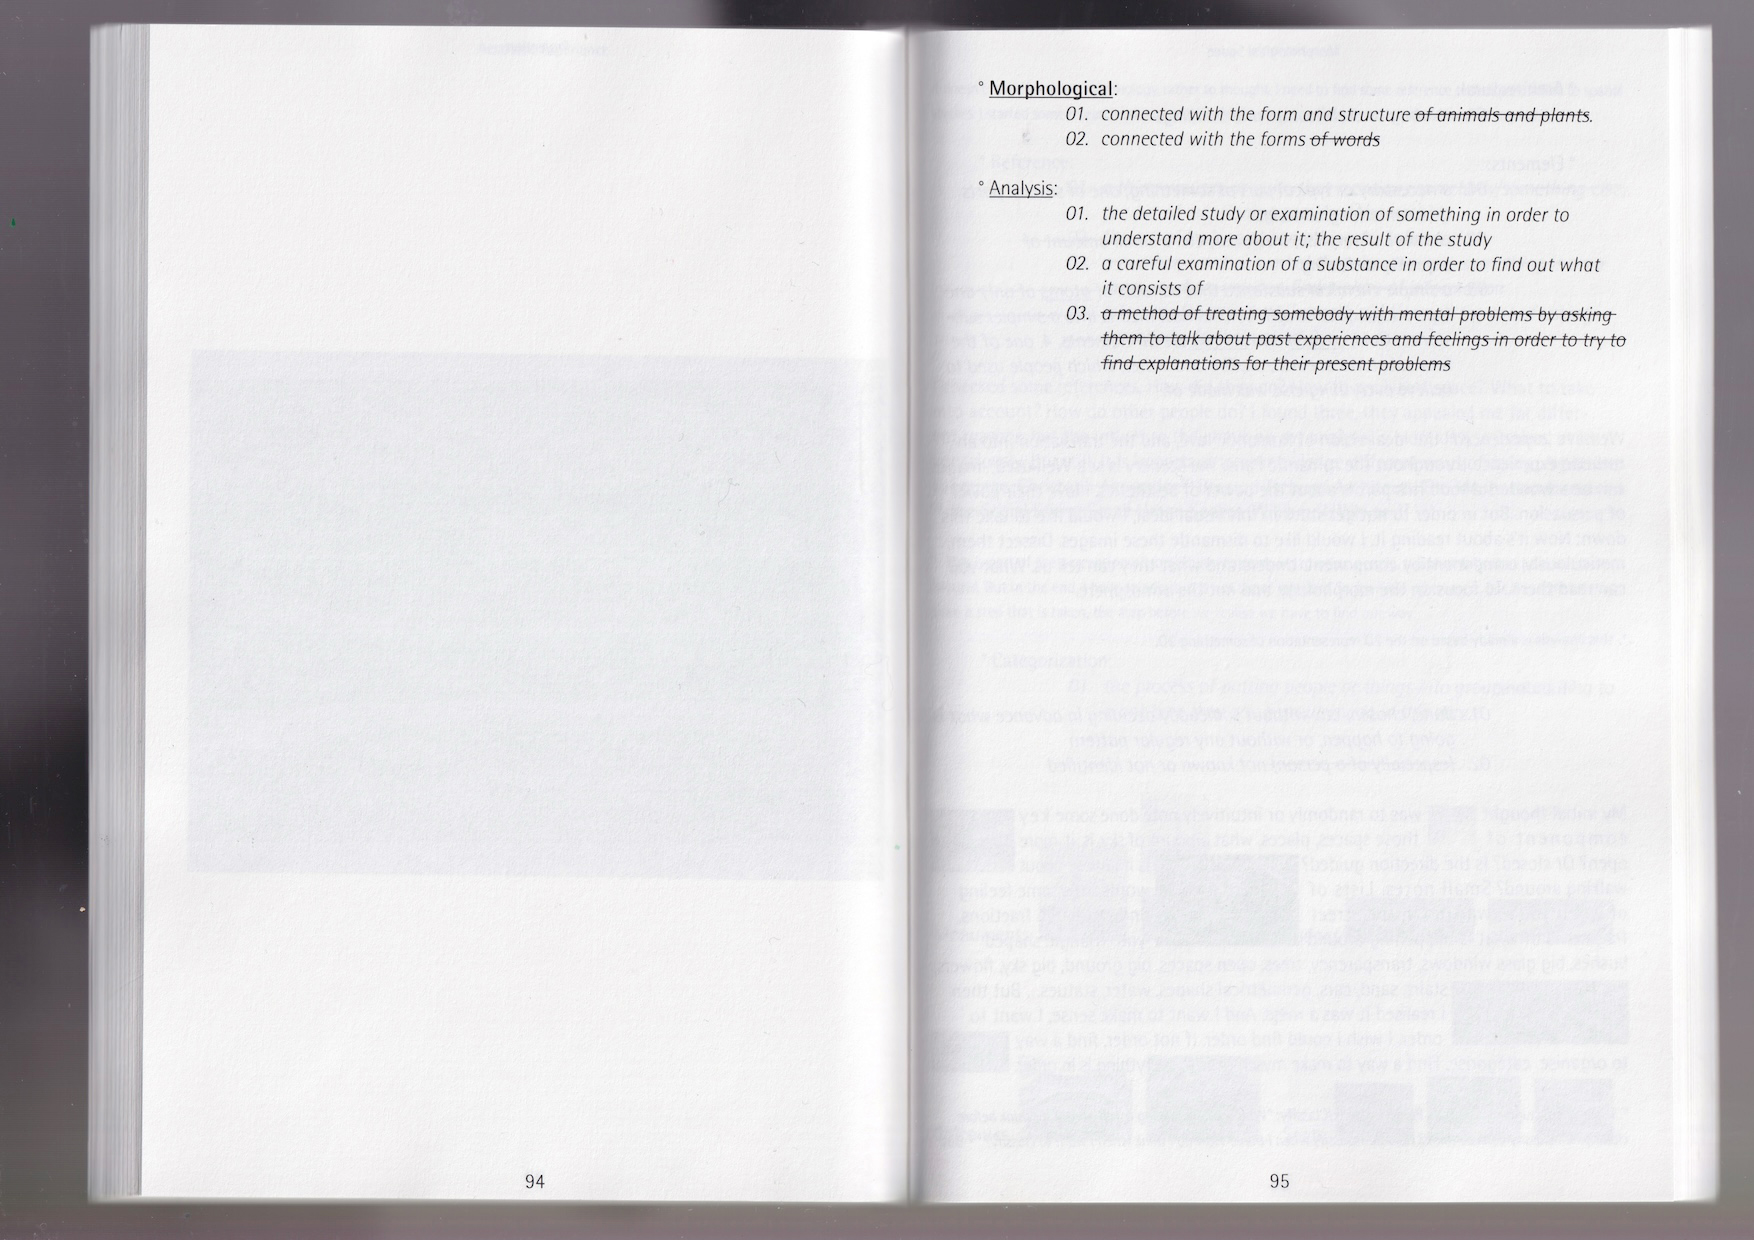 ° Morphological:
01. connected with the form and structure of animals and plants.
02. connected with the forms of words
° Analysis:
01. the detailed study or examination of something in order to
understand more about it; the result of the study
02. a careful examination of a substance in order to find out what
it consists of
03. a method of treating somebody with mental problems by asking
them to talk about past experiences and feelings in order to try to
find explanations for their present problems
94
95